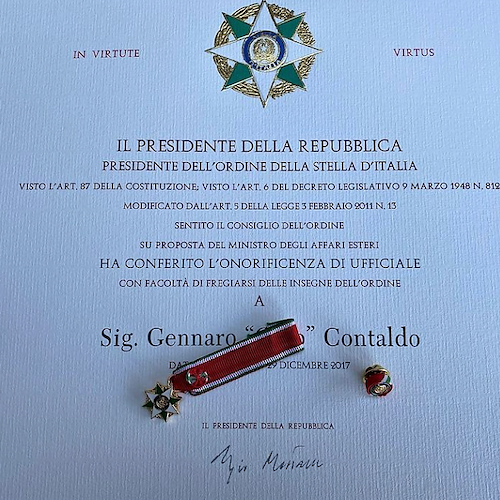 IN VIRTUTE VIRTUS
ITALIA
IL PRESIDENTE DELLA REPUBBLICA
PRESIDENTE DELL'ORDINE DELLA STELLA D'ITALIA
VISTO L'ART. 87 DELLA COSTITUZIONE; VISTO L'ART. 6 DEL DECRETO LEGISLATIVO 9 MARZO 1948 N. 812
MODIFICATO DALL'ART. 5 DELLA LEGGE 3 FEBBRAIO 2011 N. 13
SENTITO IL CONSIGLIO DELL'ORDINE
SU PROPOSTA DEL MINISTRO DEGLI AFFARI ESTERI
HA CONFERITO L'ONORIFICENZA DI UFFICIALE
CON FACOLTÀ DI FREGIARSI DELLE INSEGNE DELL'ORDINE
A
Sig. Gennaro Contaldo
29 DICEMBRE 2017
IL PRESIDENTE DELLA REPUBBLICA